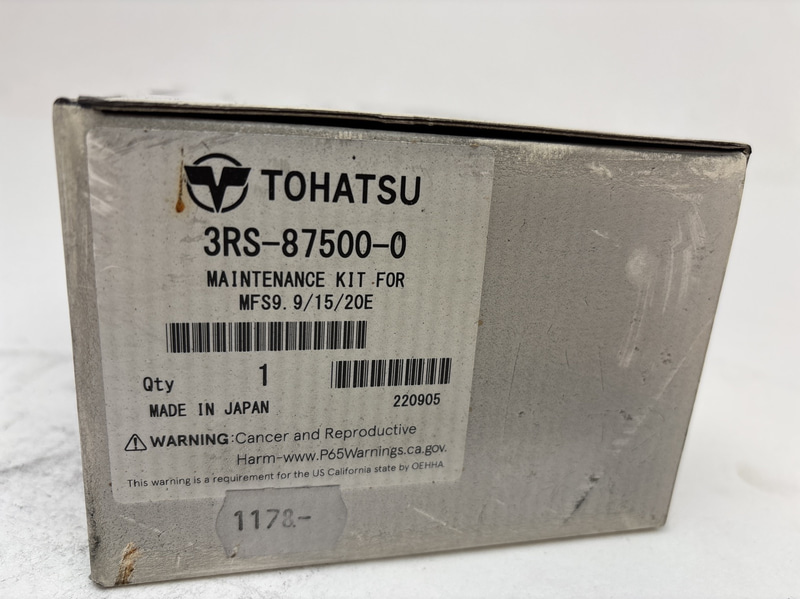 TOHATSU
3RS-87500-0
MAINTENANCE KIT FOR
MFS9.9/15/20E
Qty 1
MADE IN JAPAN 220905
WARNING:Cancer and Reproductive
Harm-www.P65Warnings.ca.gov.
This warning is a requirement for the US California state by OEHHA
1178.-